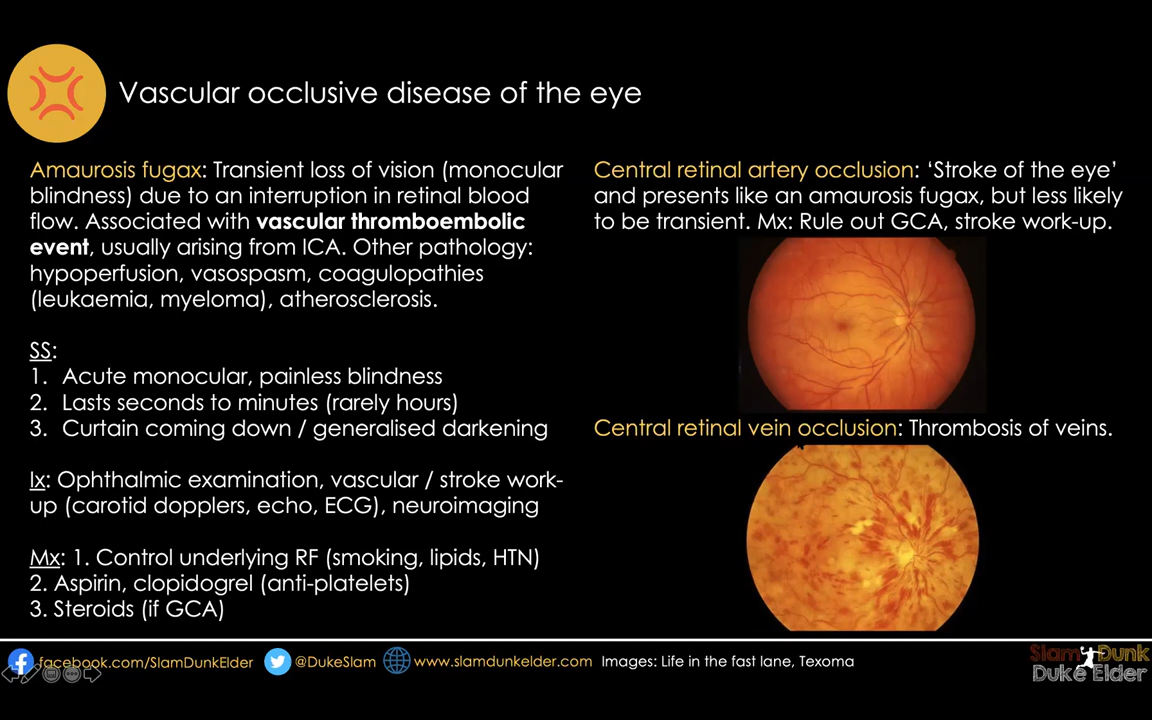 Vascular occlusive disease of the eye
Amaurosis fugax: Transient loss of vision (monocular
blindness) due to an interruption in retinal blood
flow. Associated with vascular thromboembolic
event, usually arising from ICA. Other pathology:
hypoperfusion, vasospasm, coagulopathies
(leukaemia, myeloma), atherosclerosis.
SS:
1. Acute monocular, painless blindness
2. Lasts seconds to minutes (rarely hours)
3. Curtain coming down / generalised darkening
Ix: Ophthalmic examination, vascular / stroke work-
up (carotid dopplers, echo, ECG), neuroimaging
Mx: 1. Control underlying RF (smoking, lipids, HTN)
2. Aspirin, clopidogrel (anti-platelets)
3. Steroids (if GCA)
Central retinal artery occlusion: ‘Stroke of the eye’
and presents like an amaurosis fugax, but less likely
to be transient. Mx: Rule out GCA, stroke work-up.
Central retinal vein occlusion: Thrombosis of veins.
facebook.com/SlamDunkElder @DukeSlam www.slamdunkelder.com Images: Life in the fast lane, Texoma
Slam Dunk
Duke Elder